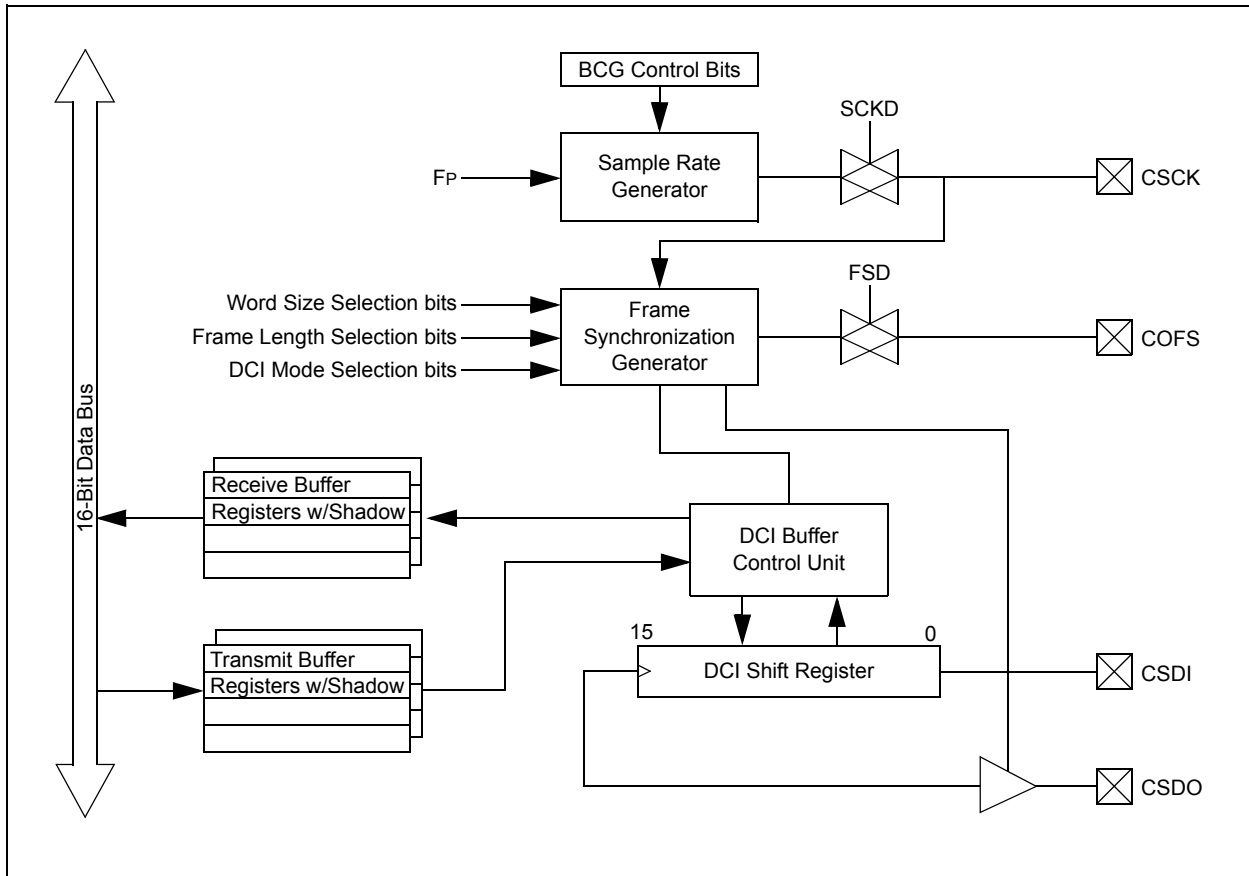 BCG Control Bits
SCKD
Sample Rate
Generator
FP
CSCK
FSD
Word Size Selection bits
Frame Length Selection bits
DCI Mode Selection bits
Frame
Synchronization
Generator
COFS
16-Bit Data Bus
Receive Buffer
Registers w/Shadow
DCI Buffer
Control Unit
15
0
Transmit Buffer
Registers w/Shadow
DCI Shift Register
CSDI
CSDO